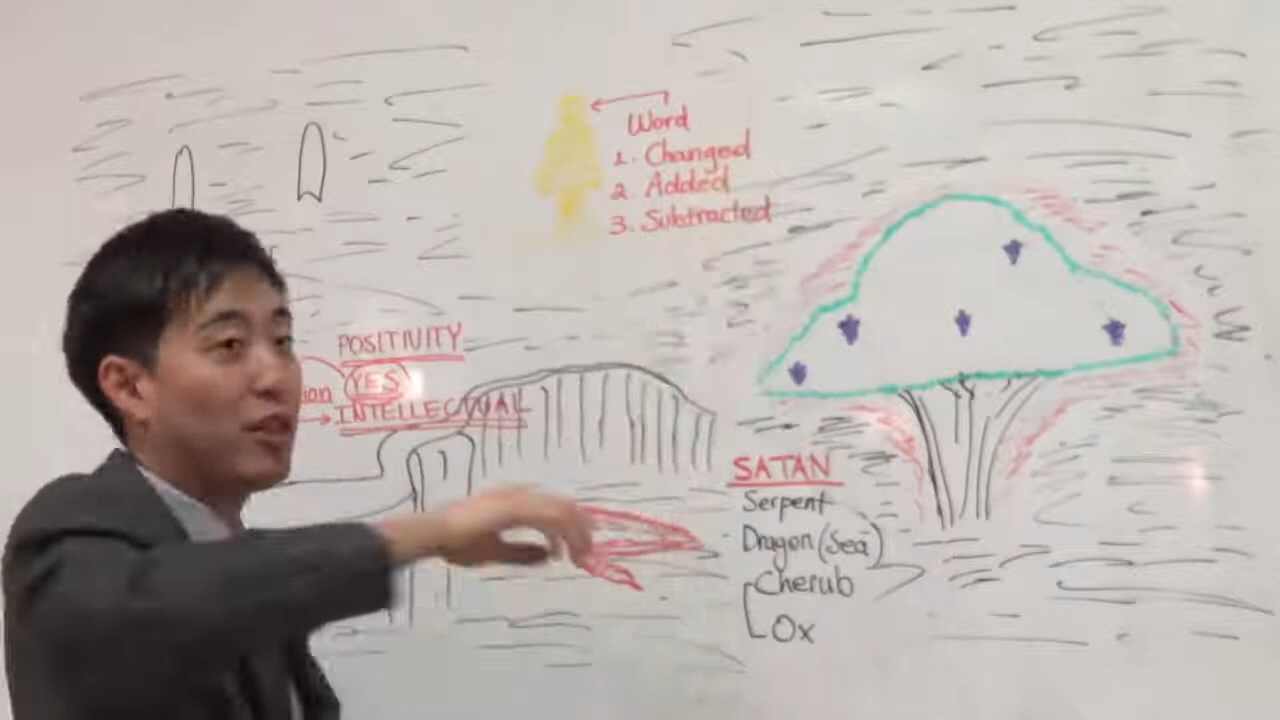 Word
1. Changed
2. Added
3. Subtracted
POSITIVITY
YES
INTELLECTUAL
SATAN
Serpent
Dragon (Sea)
Cherub
Ox